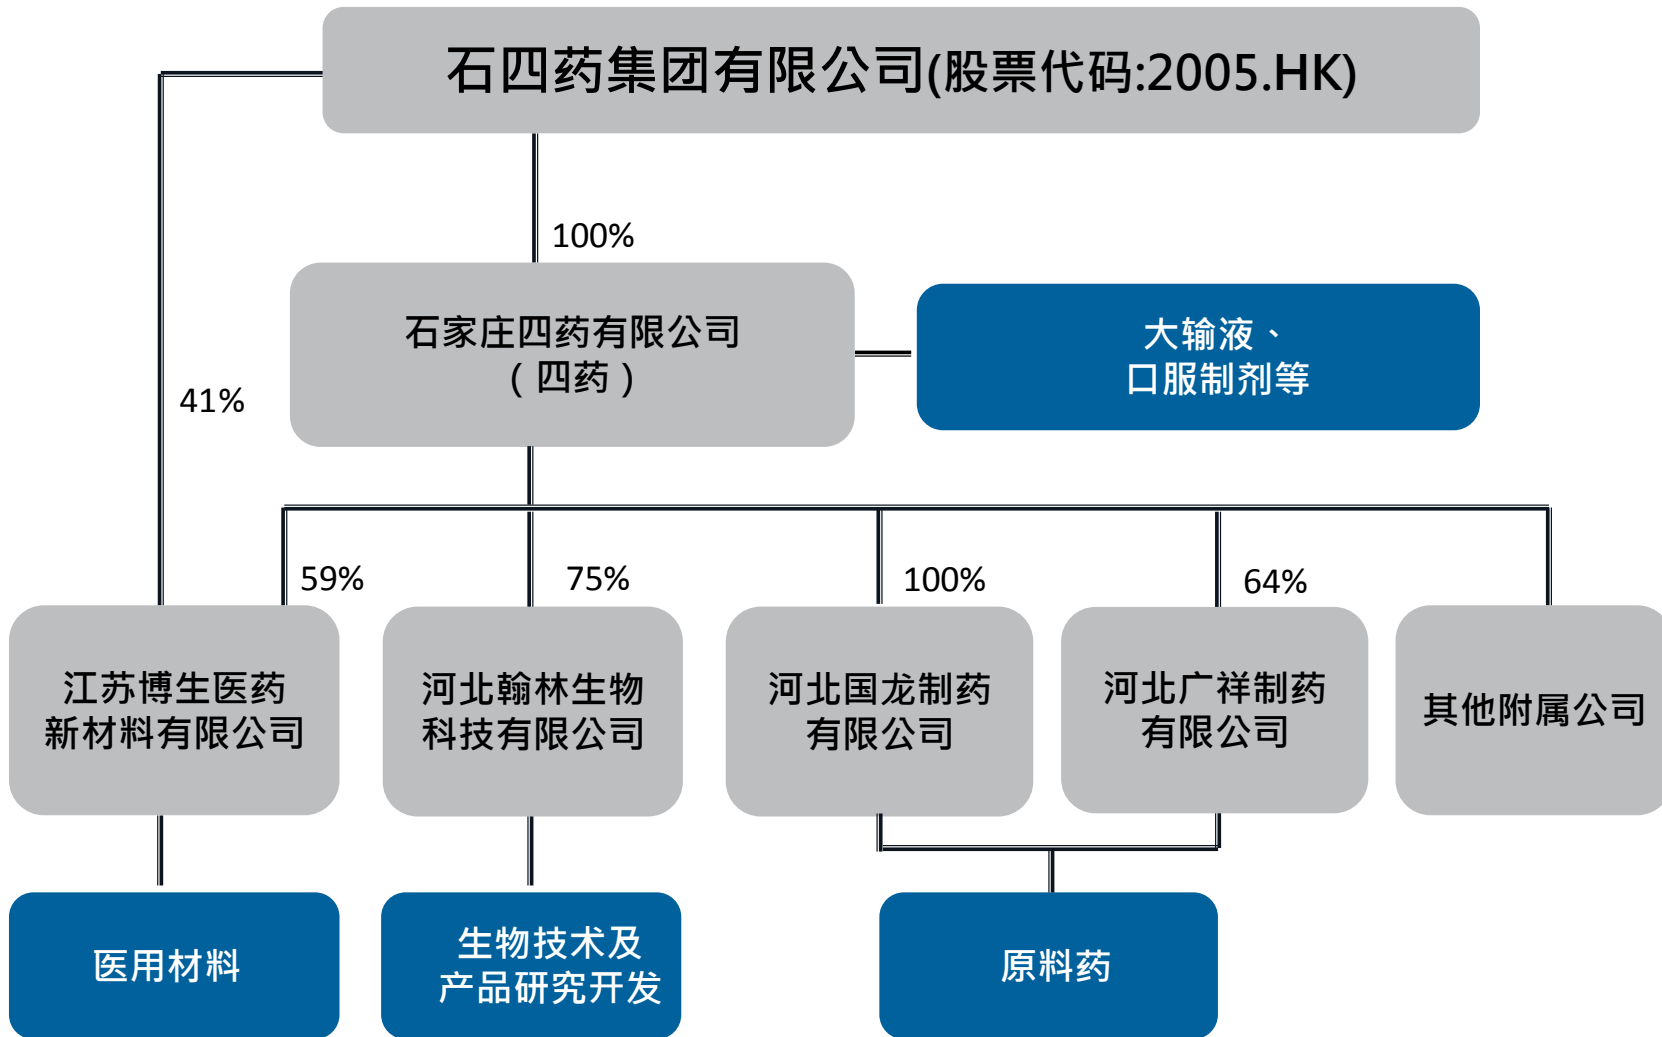 石四药集团有限公司(股票代码:2005.HK)
100%
石家庄四药有限公司
（四药）
大输液、
口服制剂等
41%
59%
75%
100%
64%
江苏博生医药
新材料有限公司
河北翰林生物
科技有限公司
河北国龙制药
有限公司
河北广祥制药
有限公司
其他附属公司
医用材料
生物技术及
产品研究开发
原料药